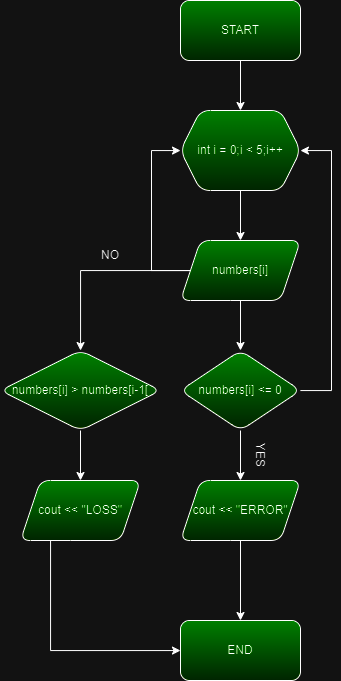 START
int i = 0;i < 5;i++
NO
numbers[i]
numbers[i] > numbers[i-1[
numbers[i] <= 0
YES
cout << "LOSS"
cout << "ERROR"
END